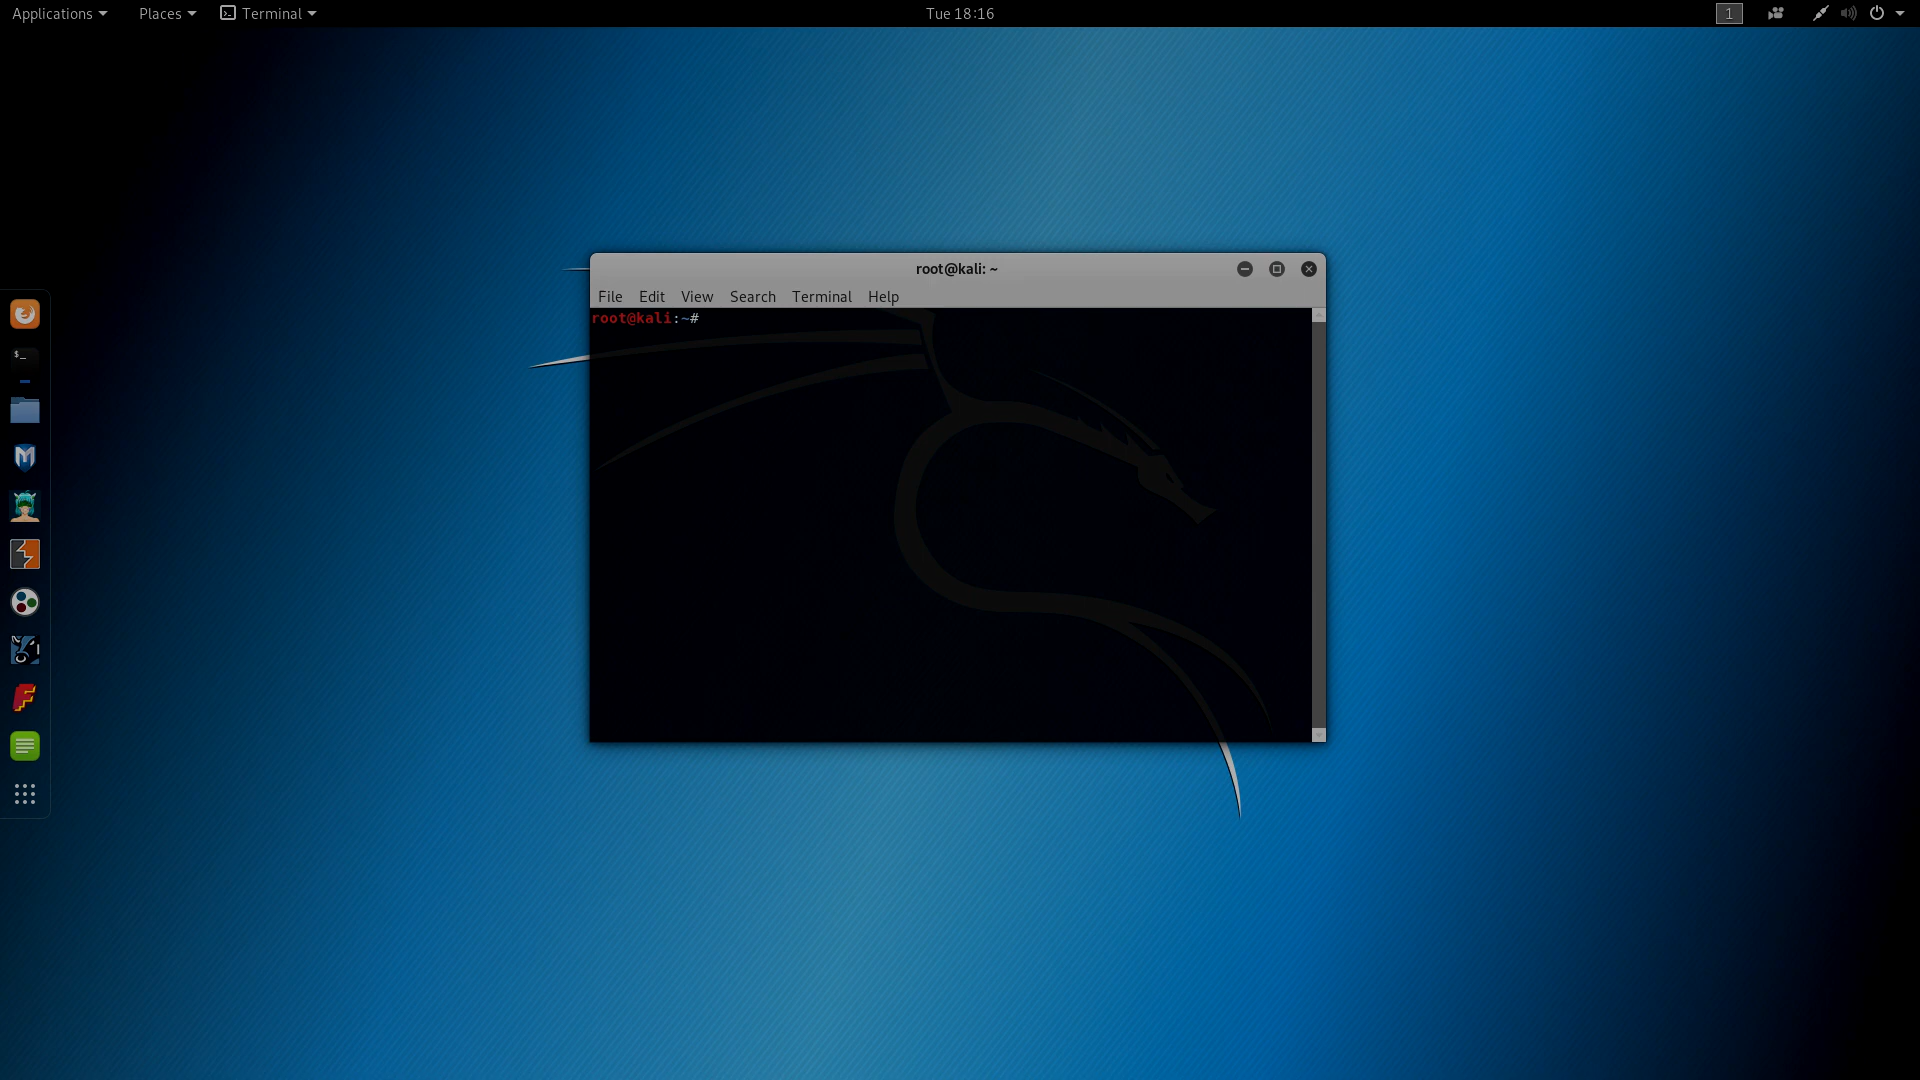 Applications Places Terminal Tue 18:16 1
root@kali: ~
File Edit View Search Terminal Help
root@kali:~#
$_